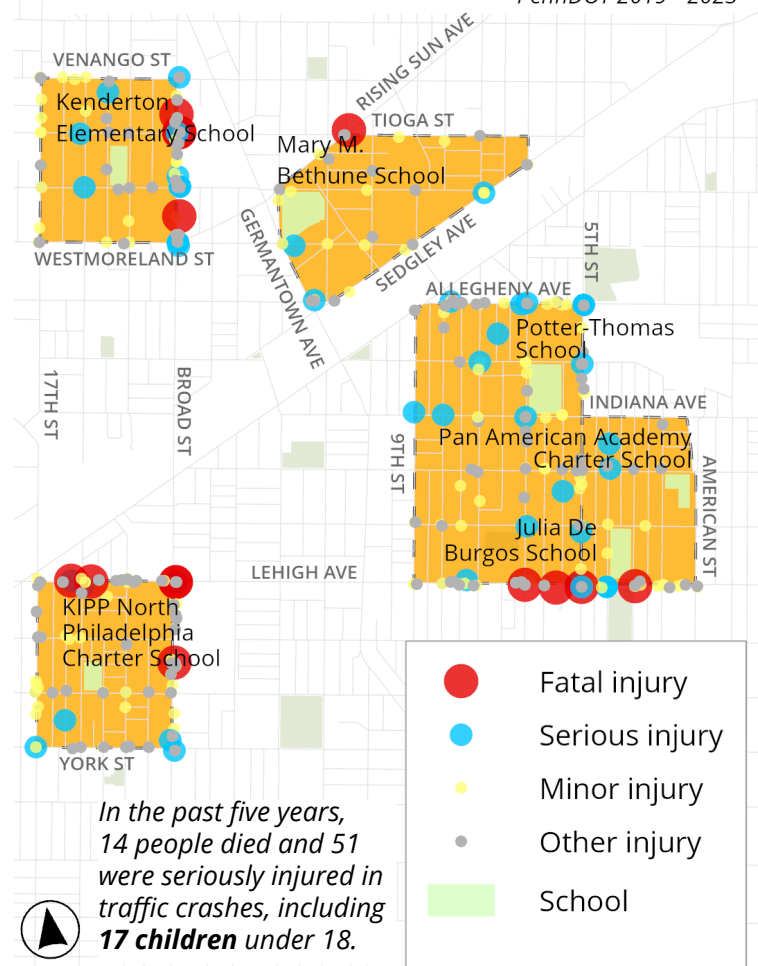 PennDOT 2019 - 2023
VENANGO ST
RISING SUN AVE
TIOGA ST
Kenderton
Elementary School
Mary M.
Bethune School
GERMANTOWN AVE
SEDGLEY AVE
5TH ST
WESTMORELAND ST
ALLEGHENY AVE
Potter-Thomas
School
17TH ST
BROAD ST
INDIANA AVE
9TH ST
Pan American Academy
Charter School
AMERICAN ST
Julia De
Burgos School
LEHIGH AVE
KIPP North
Philadelphia
Charter School
YORK ST
Fatal injury
Serious injury
Minor injury
Other injury
School
In the past five years,
14 people died and 51
were seriously injured in
traffic crashes, including
17 children under 18.